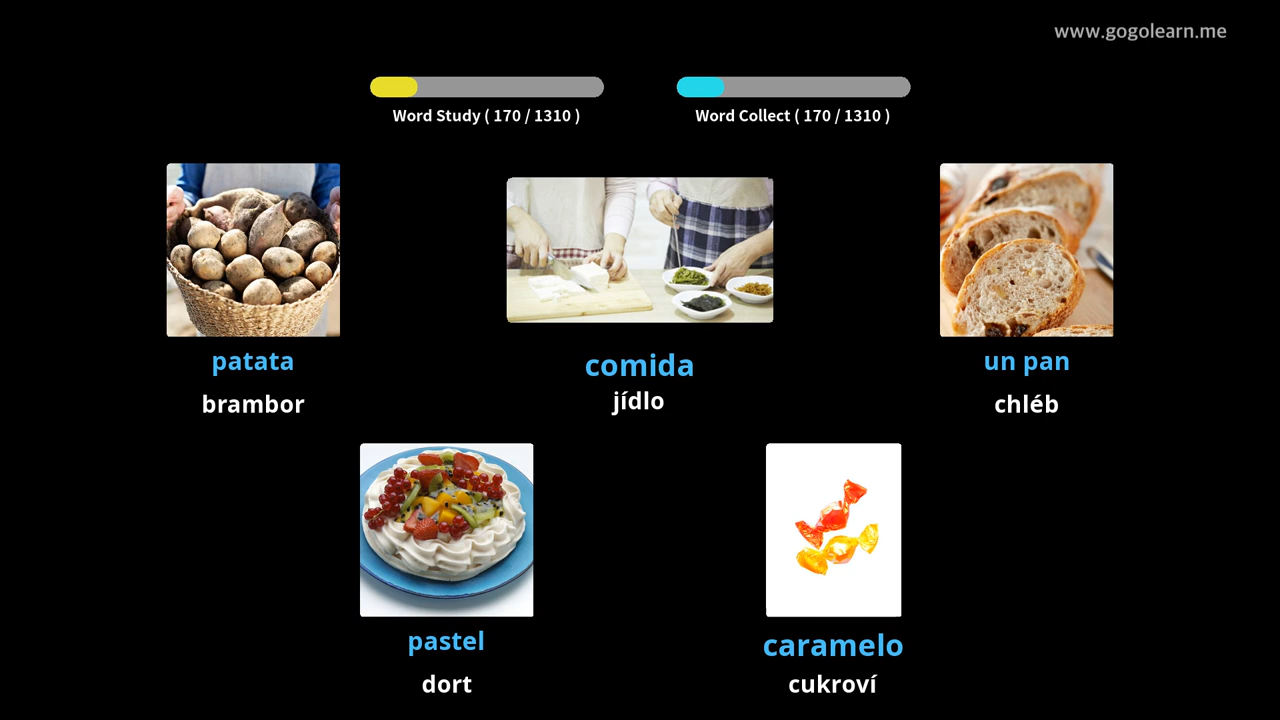 www.gogolearn.me
Word Study ( 170 / 1310 )
Word Collect ( 170 / 1310 )
patata
brambor
comida
jídlo
un pan
chléb
pastel
dort
caramelo
cukroví